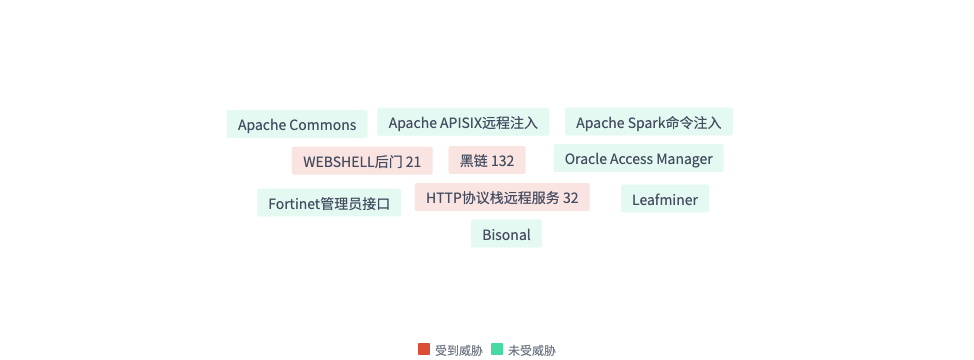 Apache Commons
Apache APISIX远程注入
Apache Spark命令注入
WEBSHELL后门 21
黑链 132
Oracle Access Manager
Fortinet管理员接口
HTTP协议栈远程服务 32
Leafminer
Bisonal
受到威胁
未受威胁